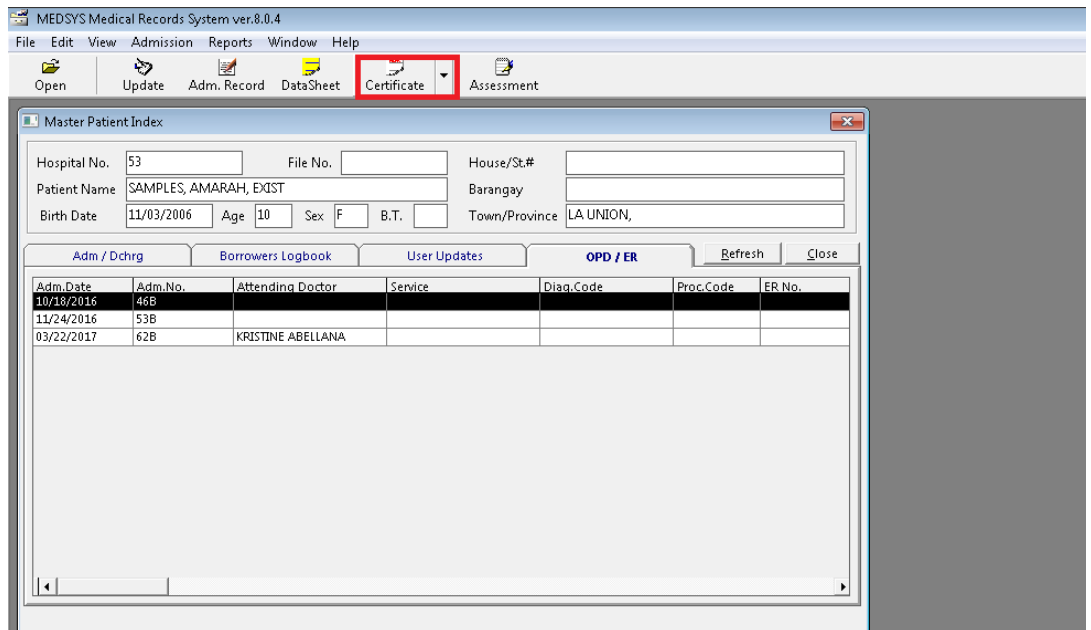 MEDSYS Medical Records System ver.8.0.4
File Edit View Admission Reports Window Help
Open Update Adm. Record DataSheet Certificate Assessment
Master Patient Index
Hospital No. 53 File No. House/St.#
Patient Name SAMPLES, AMARAH, EXIST Barangay
Birth Date 11/03/2006 Age 10 Sex F B.T. Town/Province LA UNION,
Adm / Dchrg Borrowers Logbook User Updates OPD / ER Refresh Close
Adm.Date Adm.No. Attending Doctor Service Diag.Code Proc.Code ER No.
10/18/2016 46B
11/24/2016 53B
03/22/2017 62B KRISTINE ABELLANA